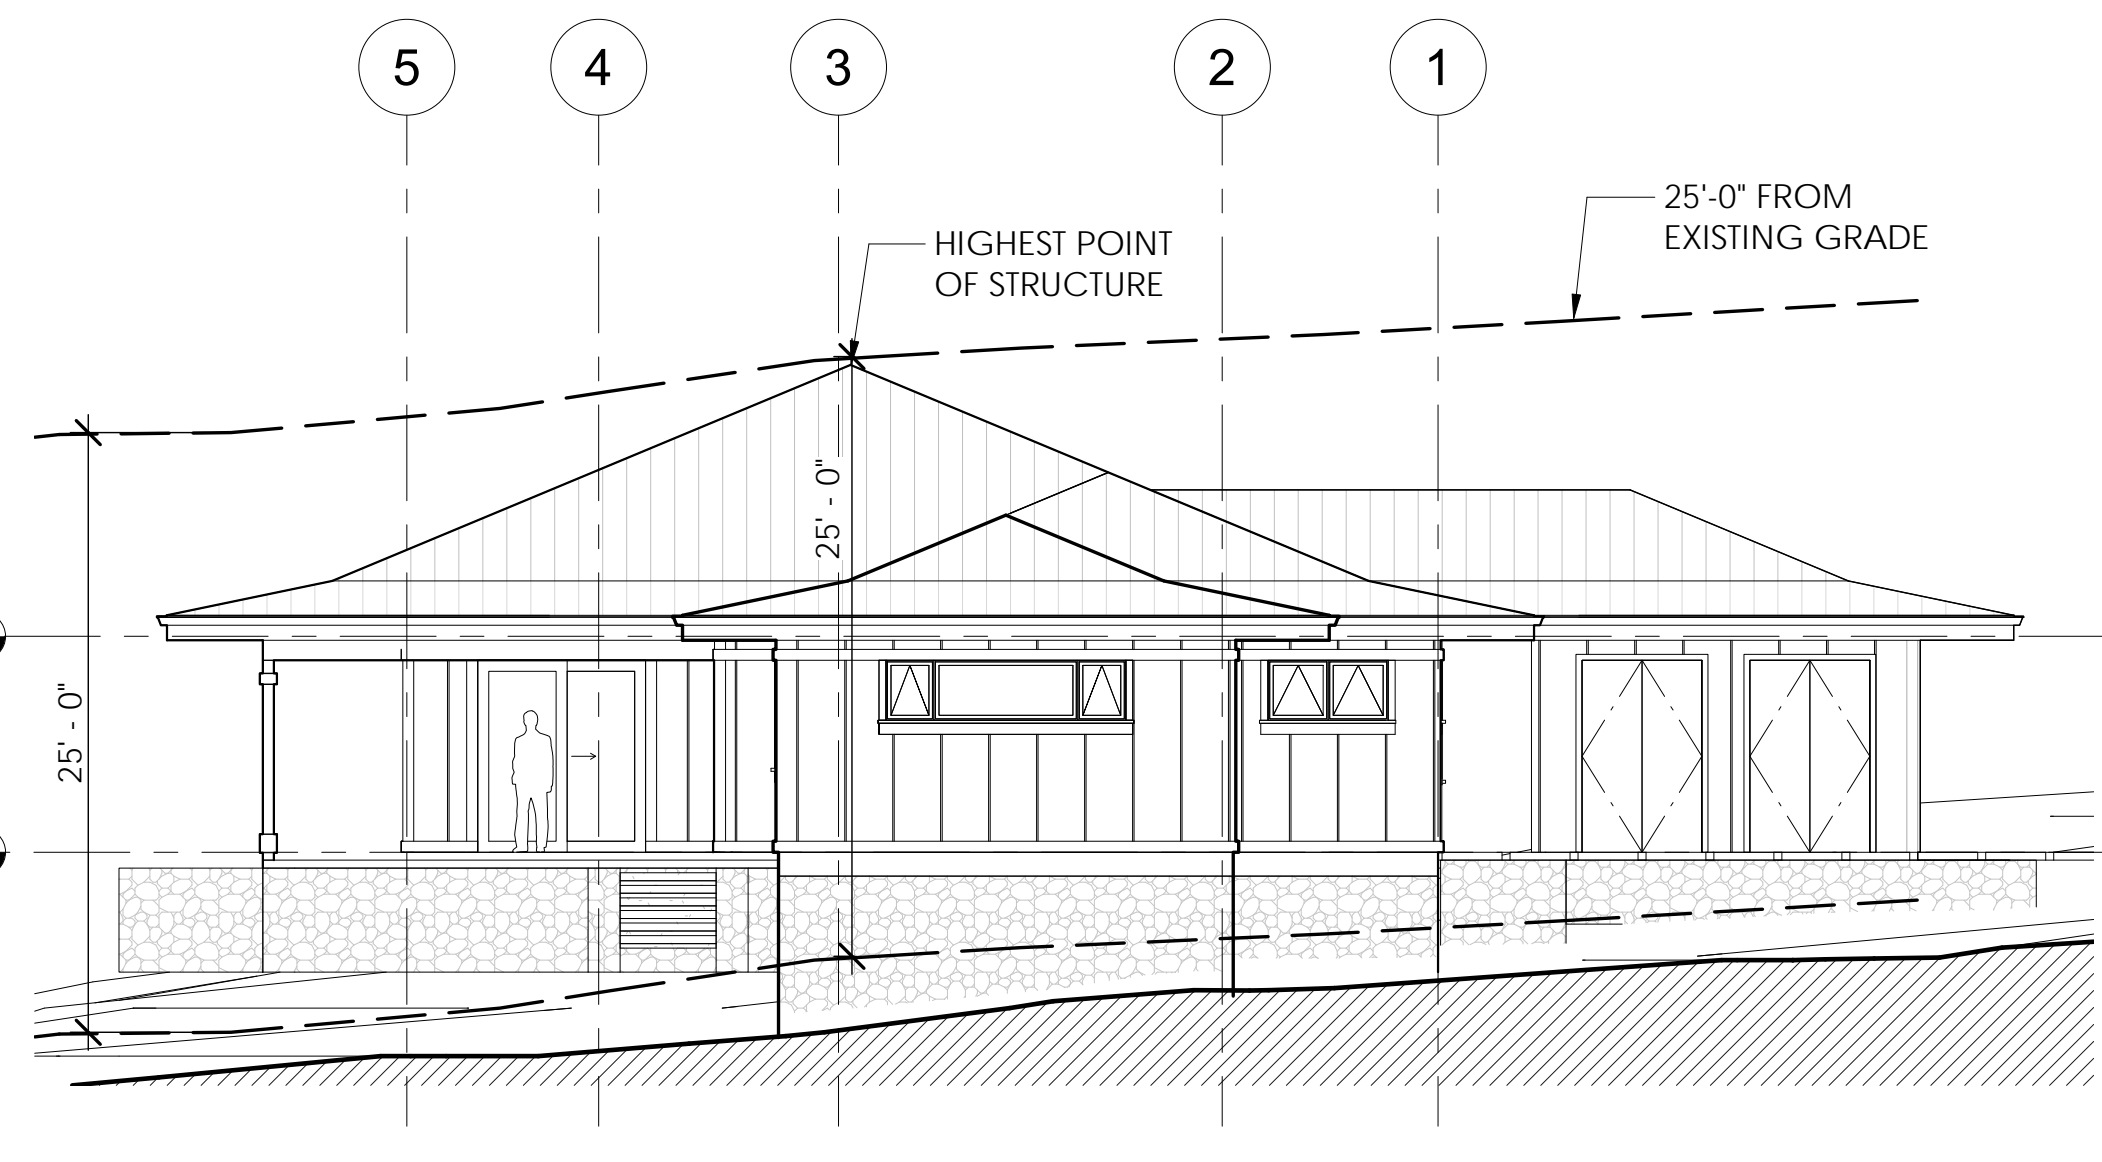 5 4 3 2 1
25'-0" FROM
EXISTING GRADE
HIGHEST POINT
OF STRUCTURE
25' - 0"
25' - 0"